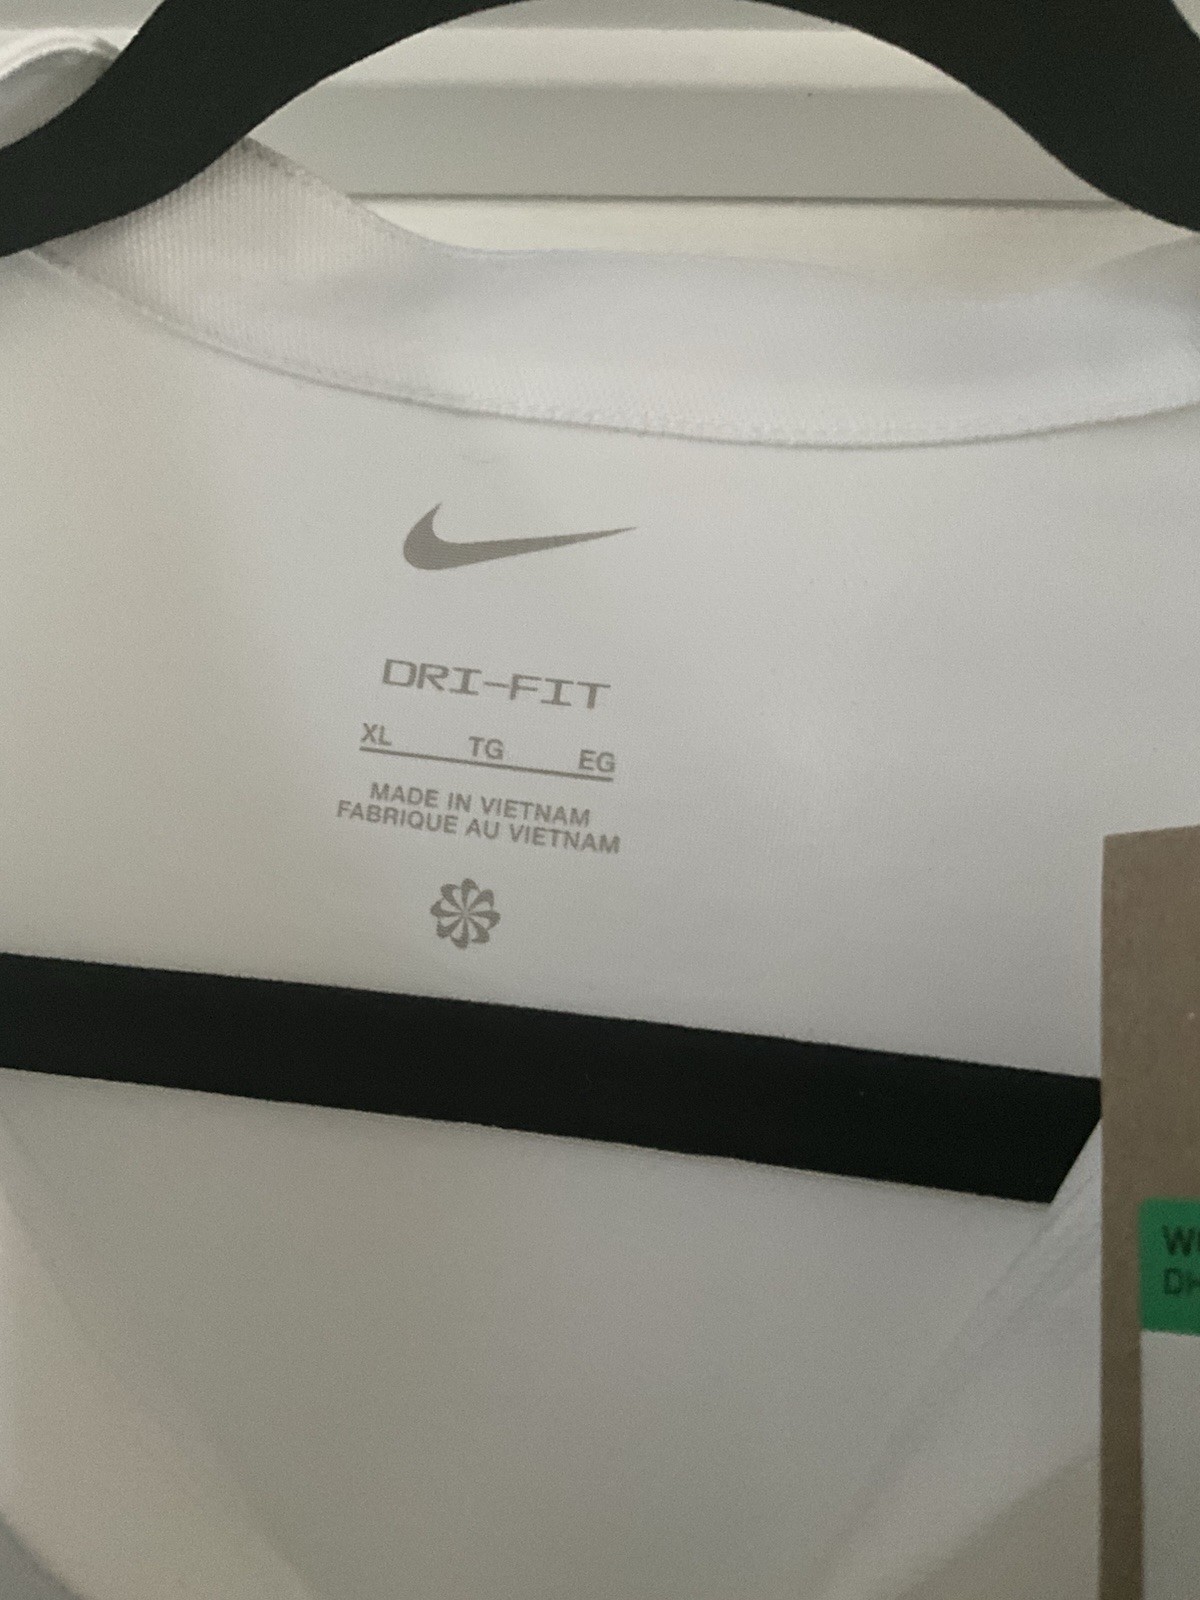 DRI-FIT
XL TG EG
MADE IN VIETNAM
FABRIQUE AU VIETNAM